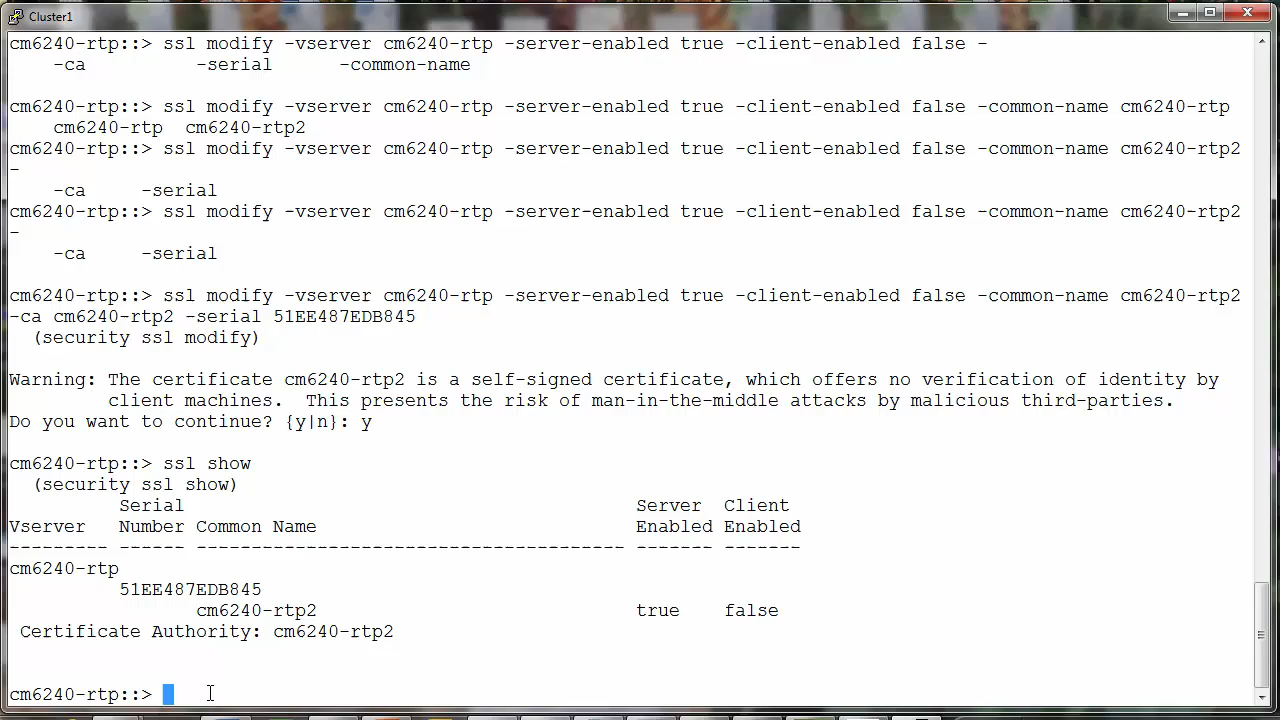 Cluster1
cm6240-rtp::> ssl modify -vserver cm6240-rtp -server-enabled true -client-enabled false -
    -ca          -serial      -common-name
cm6240-rtp::> ssl modify -vserver cm6240-rtp -server-enabled true -client-enabled false -common-name cm6240-rtp
    cm6240-rtp  cm6240-rtp2
cm6240-rtp::> ssl modify -vserver cm6240-rtp -server-enabled true -client-enabled false -common-name cm6240-rtp2
-
    -ca     -serial
cm6240-rtp::> ssl modify -vserver cm6240-rtp -server-enabled true -client-enabled false -common-name cm6240-rtp2
-
    -ca     -serial
cm6240-rtp::> ssl modify -vserver cm6240-rtp -server-enabled true -client-enabled false -common-name cm6240-rtp2
-ca cm6240-rtp2 -serial 51EE487EDB845
  (security ssl modify)
Warning: The certificate cm6240-rtp2 is a self-signed certificate, which offers no verification of identity by
         client machines.  This presents the risk of man-in-the-middle attacks by malicious third-parties.
Do you want to continue? {y|n}: y
cm6240-rtp::> ssl show
  (security ssl show)
          Serial                                         Server  Client
Vserver   Number Common Name                             Enabled Enabled
--------- ------ --------------------------------------- ------- -------
cm6240-rtp
          51EE487EDB845
                 cm6240-rtp2                             true    false
 Certificate Authority: cm6240-rtp2
cm6240-rtp::>